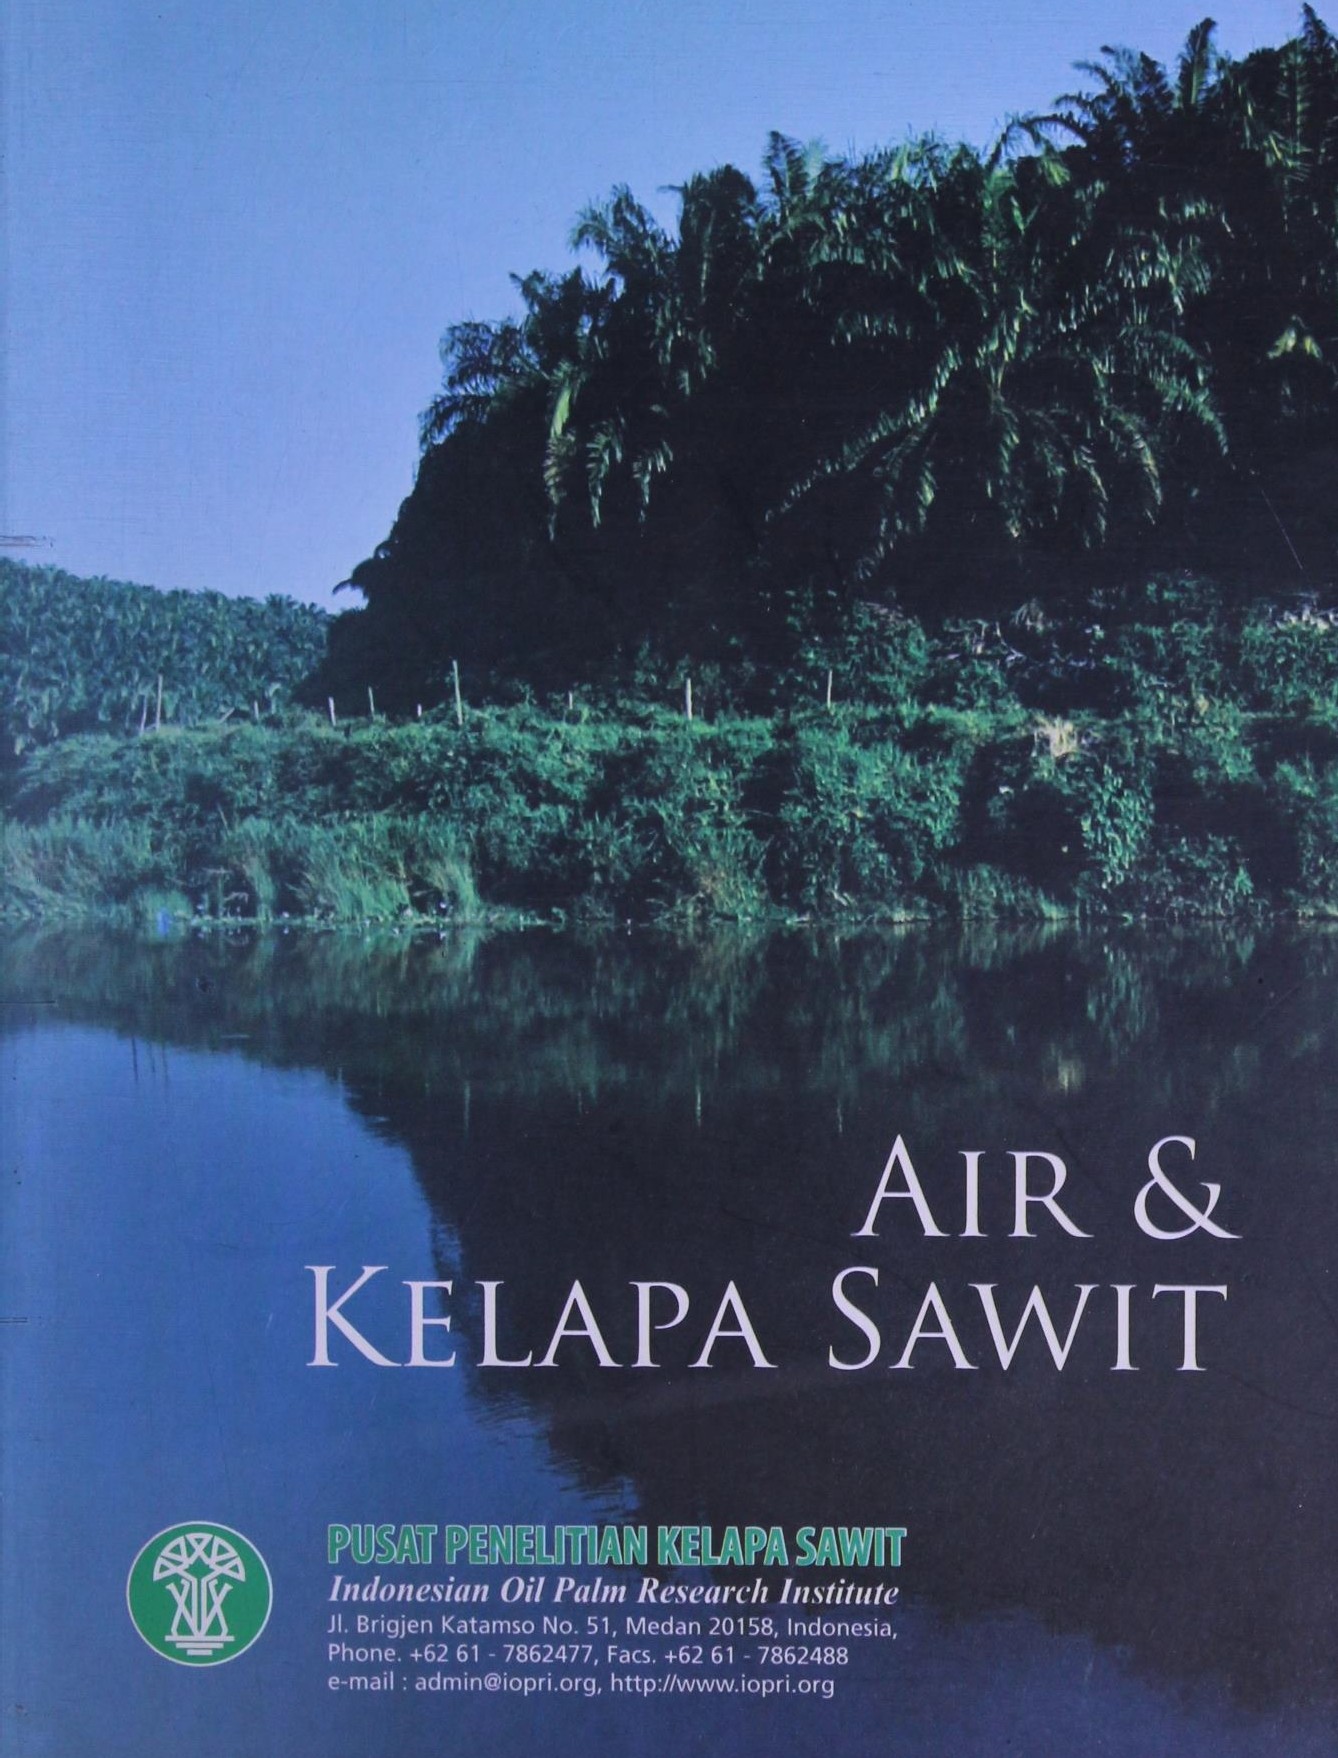 AIR &
KELAPA SAWIT
PUSAT PENELITIAN KELAPA SAWIT
Indonesian Oil Palm Research Institute
Jl. Brigjen Katamso No. 51, Medan 20158, Indonesia,
Phone. +62 61 - 7862477, Facs. +62 61 - 7862488
e-mail : admin@iopri.org, http://www.iopri.org